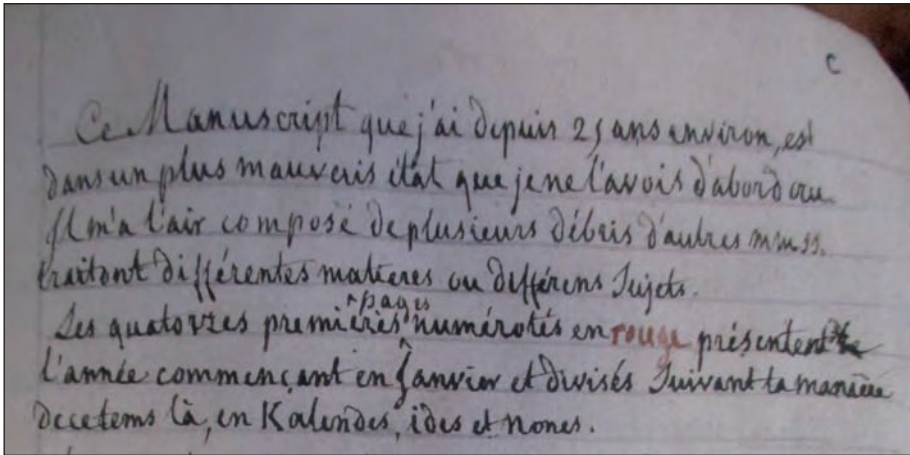 c
Ce Manuscript que j'ai depuis 25 ans environ, est
dans un plus mauvais état que je ne l'avois d'abord cru.
Il m'a l'air composé de plusieurs débris d'autres mmss.
traitant différentes matieres ou différens Sujets.
pages
Les quatorzes premières numérotés en rouge présentent
l'année commençant en Janvier et divisés Suivant la manière
de ce tems là, en Kalendes, ides et nones.